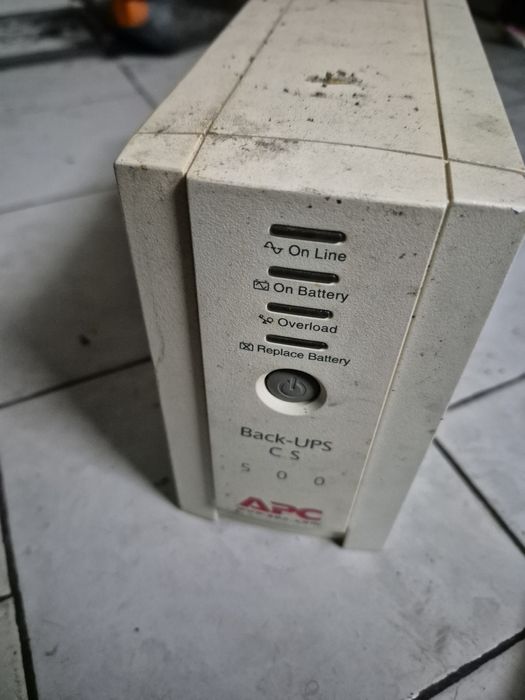 On Line
On Battery
Overload
Replace Battery
Back-UPS
CS
500
APC